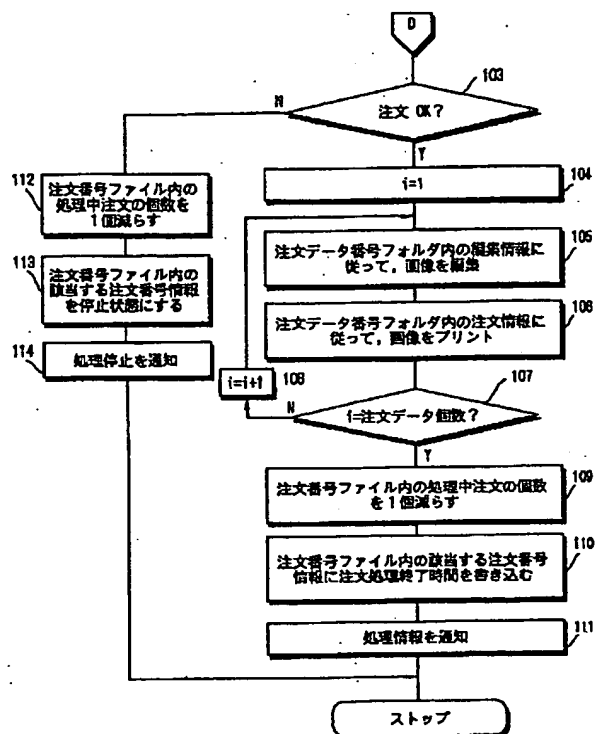 D
103
N
注文 OK?
Y
112
注文番号ファイル内の
処理中注文の個数を
1個減らす
i=1
104
113
注文番号ファイル内の
該当する注文番号情報
を停止状態にする
注文データ番号フォルダ内の編集情報に
従って,画像を編集
105
114
処理停止を通知
注文データ番号フォルダ内の注文情報に
従って,画像をプリント
106
i=i+1
108
N
i=注文データ個数?
107
Y
注文番号ファイル内の処理中注文の個数
を1個減らす
109
注文番号ファイル内の該当する注文番号
情報に注文処理終了時間を書き込む
110
処理情報を通知
111
ストップ